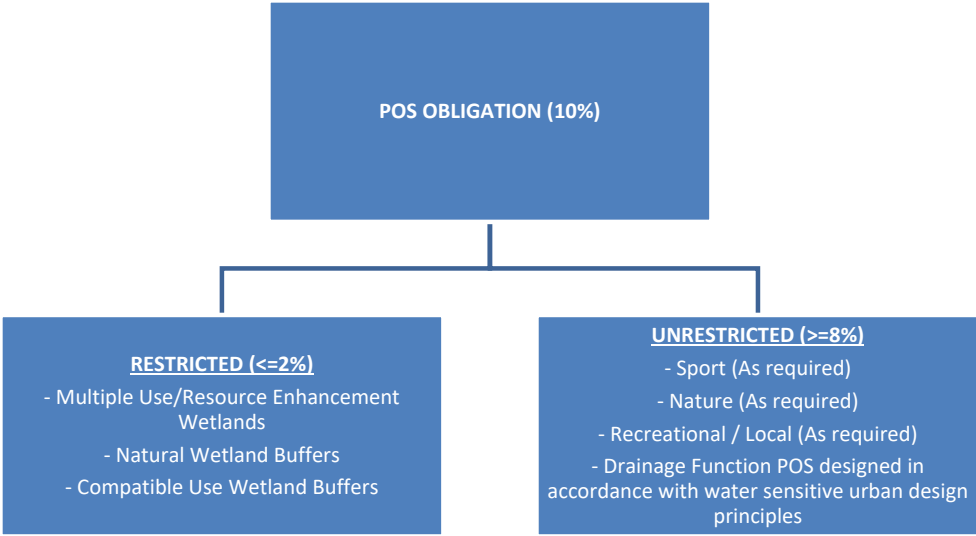 POS OBLIGATION (10%)
RESTRICTED (<=2%)
- Multiple Use/Resource Enhancement
Wetlands
- Natural Wetland Buffers
- Compatible Use Wetland Buffers
UNRESTRICTED (>=8%)
- Sport (As required)
- Nature (As required)
- Recreational / Local (As required)
- Drainage Function POS designed in
accordance with water sensitive urban design
principles